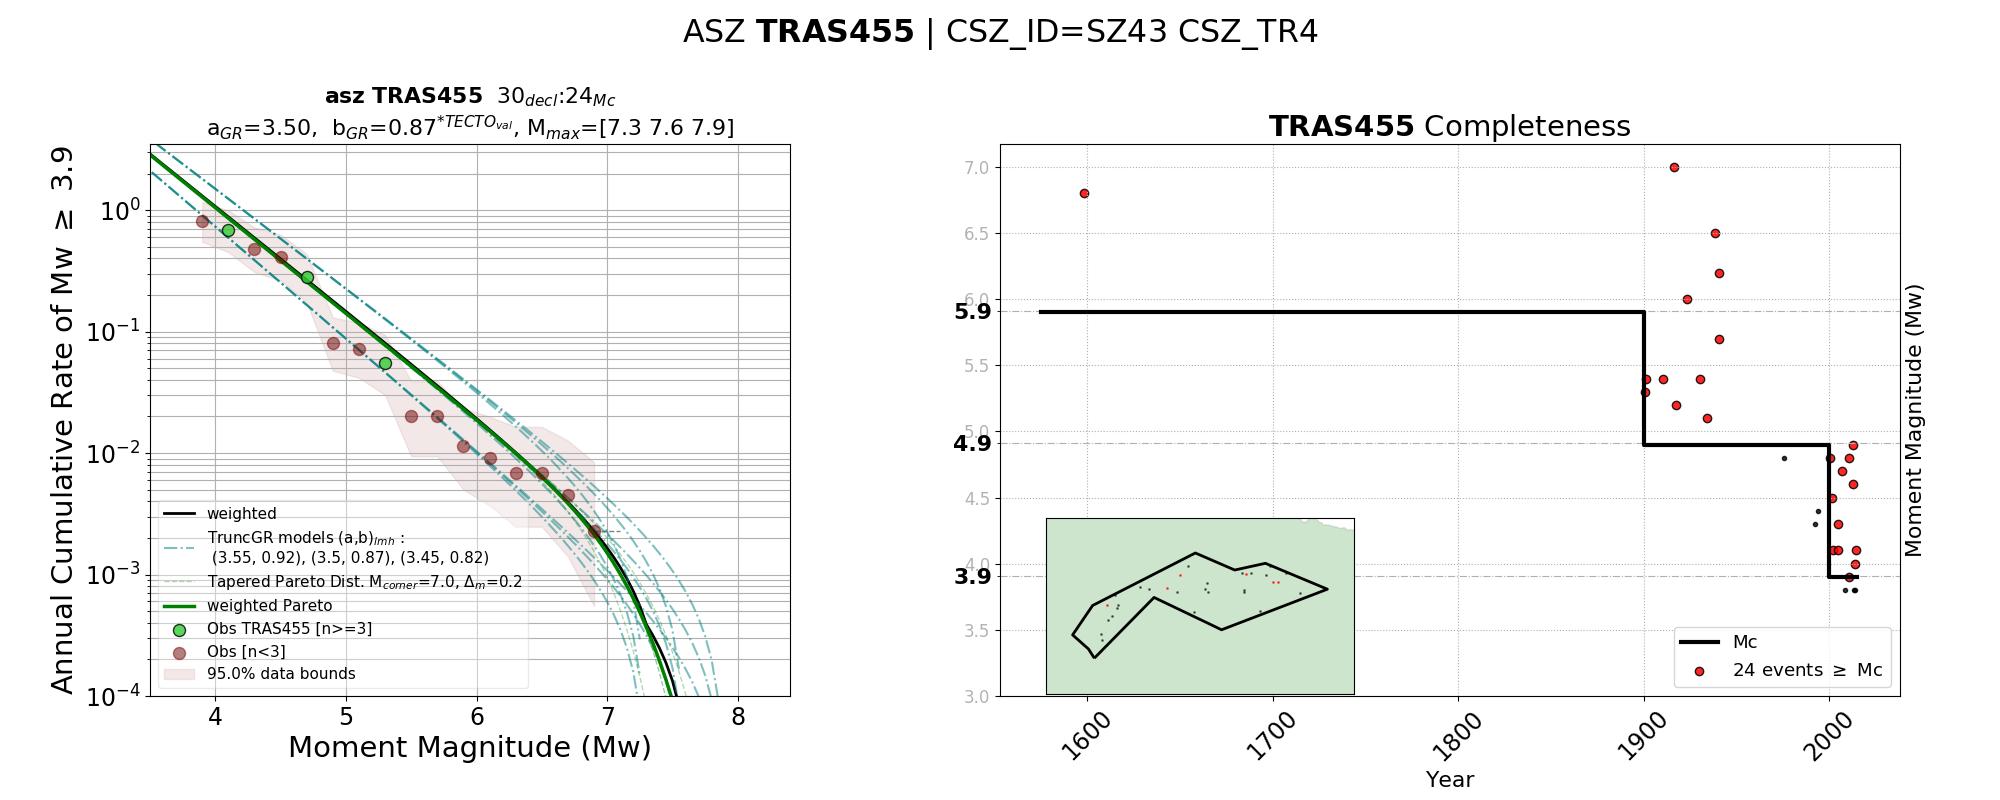 ASZ TRAS455 | CSZ_ID=SZ43 CSZ_TR4
asz TRAS455 30decl:24Mc
aGR=3.50, bGR=0.87*TECTOval, Mmax=[7.3 7.6 7.9]
Annual Cumulative Rate of Mw ≥ 3.9
10^0
10^-1
10^-2
10^-3
10^-4
weighted
TruncGR models (a,b)lmh :
(3.55, 0.92), (3.5, 0.87), (3.45, 0.82)
Tapered Pareto Dist. Mcorner=7.0, Δm=0.2
weighted Pareto
Obs TRAS455 [n>=3]
Obs [n<3]
95.0% data bounds
4 5 6 7 8
Moment Magnitude (Mw)
TRAS455 Completeness
7.0
6.5
6.0
5.9
5.5
5.0
4.9
4.5
4.0
3.9
3.5
3.0
Mc
24 events ≥ Mc
1600 1700 1800 1900 2000
Year
Moment Magnitude (Mw)